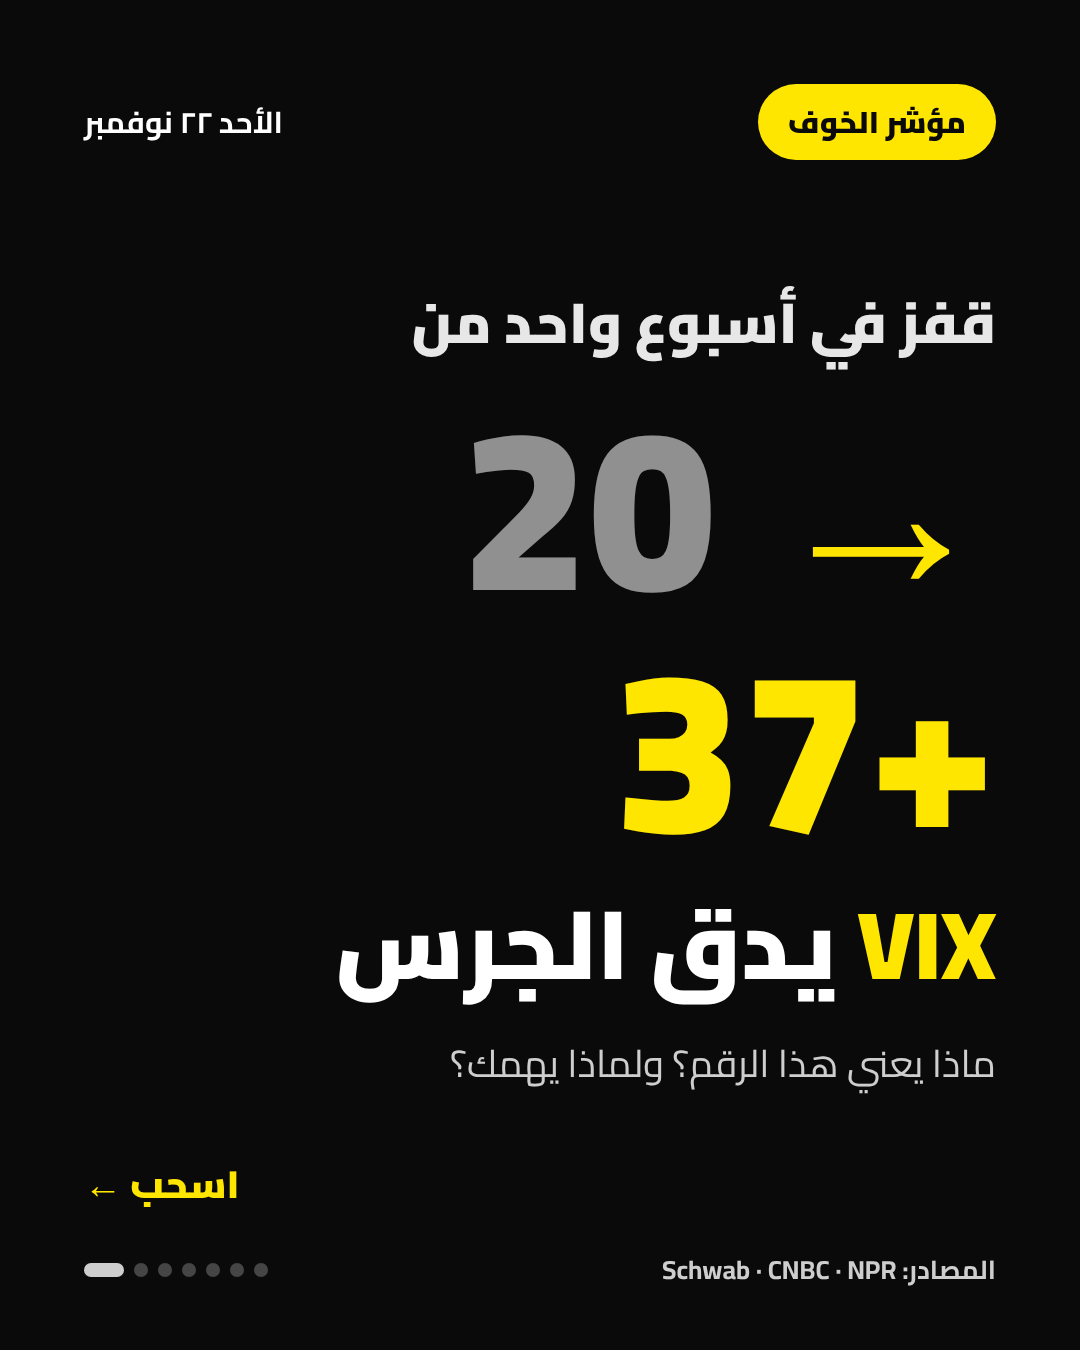 مؤشر الخوف
الأحد ٢٢ نوفمبر
قفز في أسبوع واحد من
→ 20
37+
VIX يدق الجرس
ماذا يعني هذا الرقم؟ ولماذا يهمك؟
اسحب ←
المصادر: Schwab · CNBC · NPR